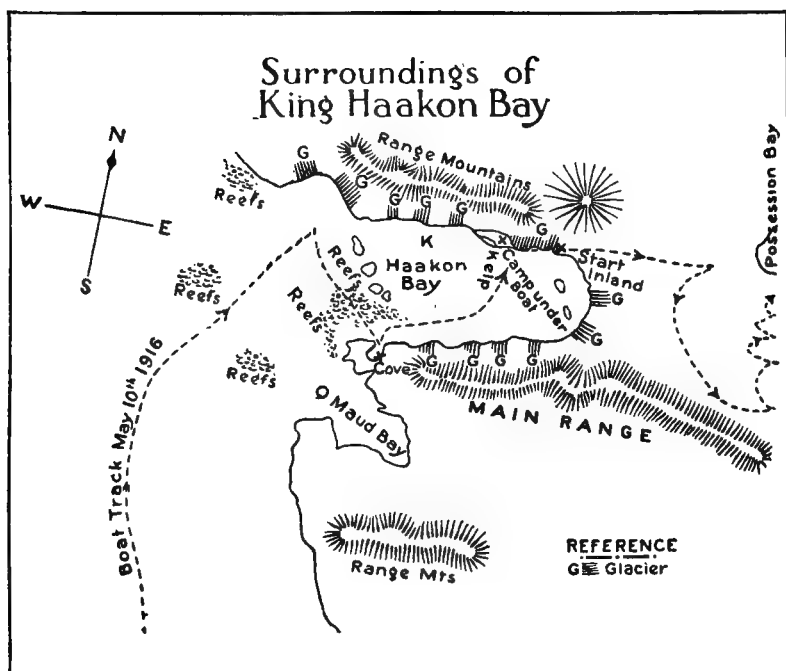 Surroundings of
King Haakon Bay
N
W
E
S
G
Range Mountains
Reefs
G
G
G
G
G
Possession Bay
K
Haakon
Bay
Reefs
Kelp
Camp under
Boat
Start
Inland
Reefs
Reefs
G
G
Reefs
G
G
G
G
Cove
Q Maud Bay
MAIN RANGE
Boat Track May 10th 1916
Range Mts
REFERENCE
G Glacier